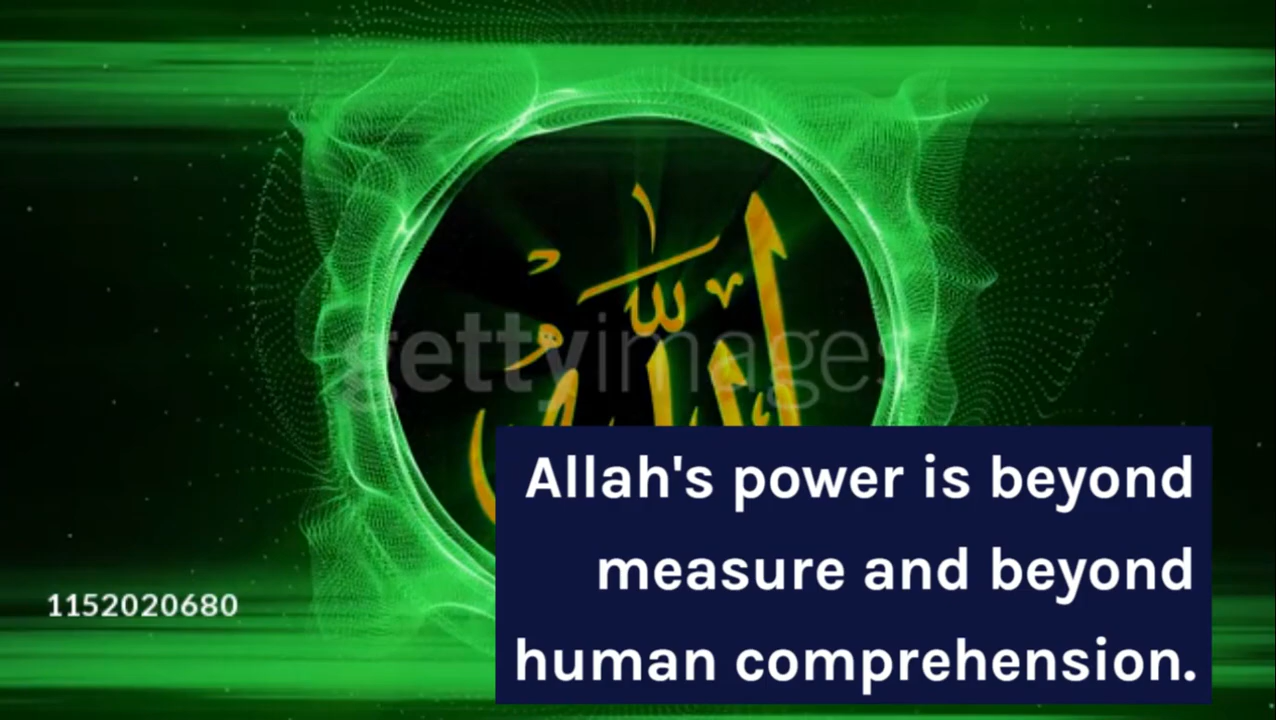 الله
gettyimages
Allah's power is beyond
measure and beyond
human comprehension.
1152020680